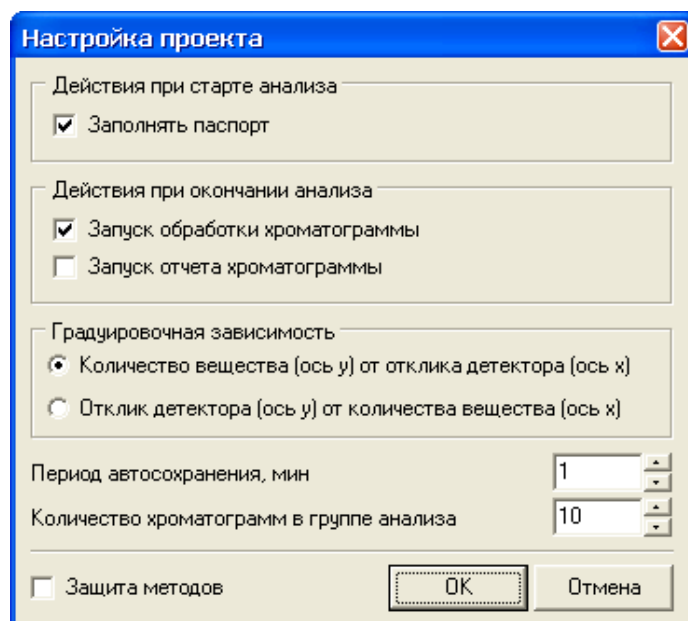 Настройка проекта
Действия при старте анализа
Заполнять паспорт
Действия при окончании анализа
Запуск обработки хроматограммы
Запуск отчета хроматограммы
Градуировочная зависимость
Количество вещества (ось y) от отклика детектора (ось x)
Отклик детектора (ось y) от количества вещества (ось x)
Период автосохранения, мин 1
Количество хроматограмм в группе анализа 10
Защита методов OK Отмена